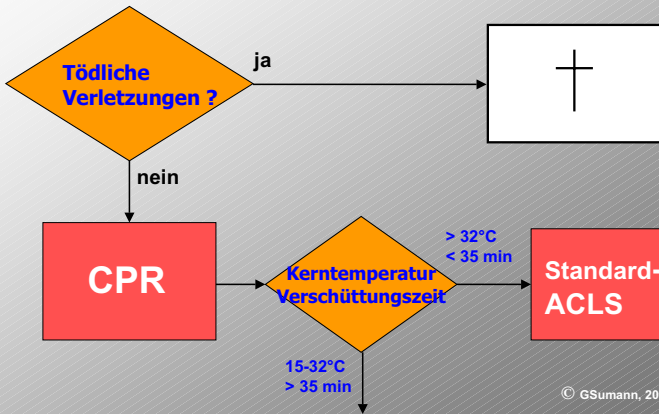 Tödliche
Verletzungen ?
ja
nein
CPR
Kerntemperatur
Verschüttungszeit
> 32°C
< 35 min
Standard-
ACLS
15-32°C
> 35 min
© GSumann, 20